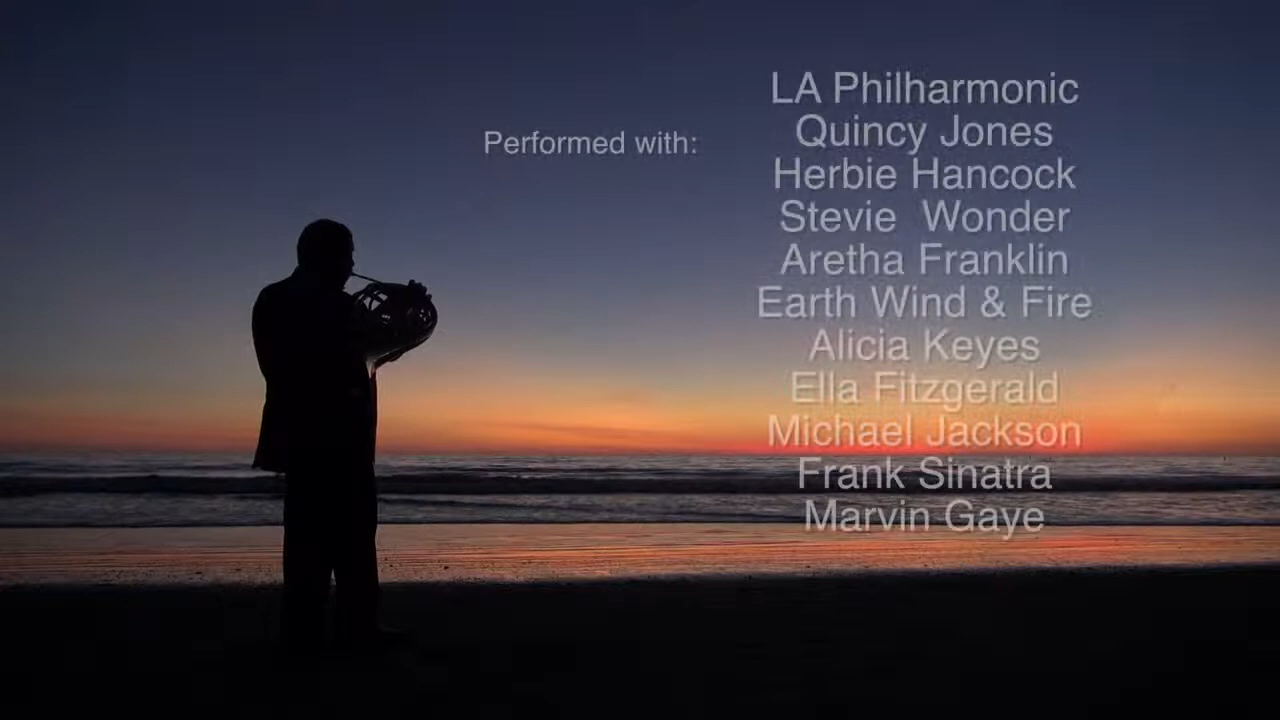 Performed with:
LA Philharmonic
Quincy Jones
Herbie Hancock
Stevie  Wonder
Aretha Franklin
Earth Wind & Fire
Alicia Keyes
Ella Fitzgerald
Michael Jackson
Frank Sinatra
Marvin Gaye